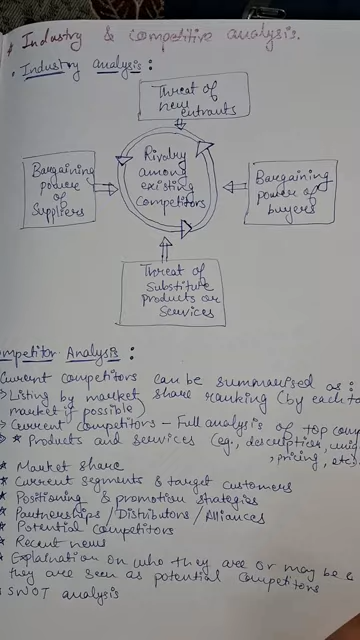 * Industry & competitive analysis.
• Industry analysis :
Threat of
new
entrants
Bargaining
power
of
Suppliers
Rivalry
among
existing
competitors
Bargaining
power of
buyers
Threat of
Substitute
products or
Services
ompetitor Analysis :
Current competitors can be summarised as :
> Listing by market share ranking (by each
market if possible)
> Current competitors – Full analysis of top
> * Products and services (eg., description,
, pricing, etc
* Market share
* Current segments & target customers
* Positioning & promotion strategies
* Partnerships / Distributors / Alliances
* Potential competitors
* Recent news
* Explaination on who they are or may be &
they are seen as potential competitors
SWOT analysis